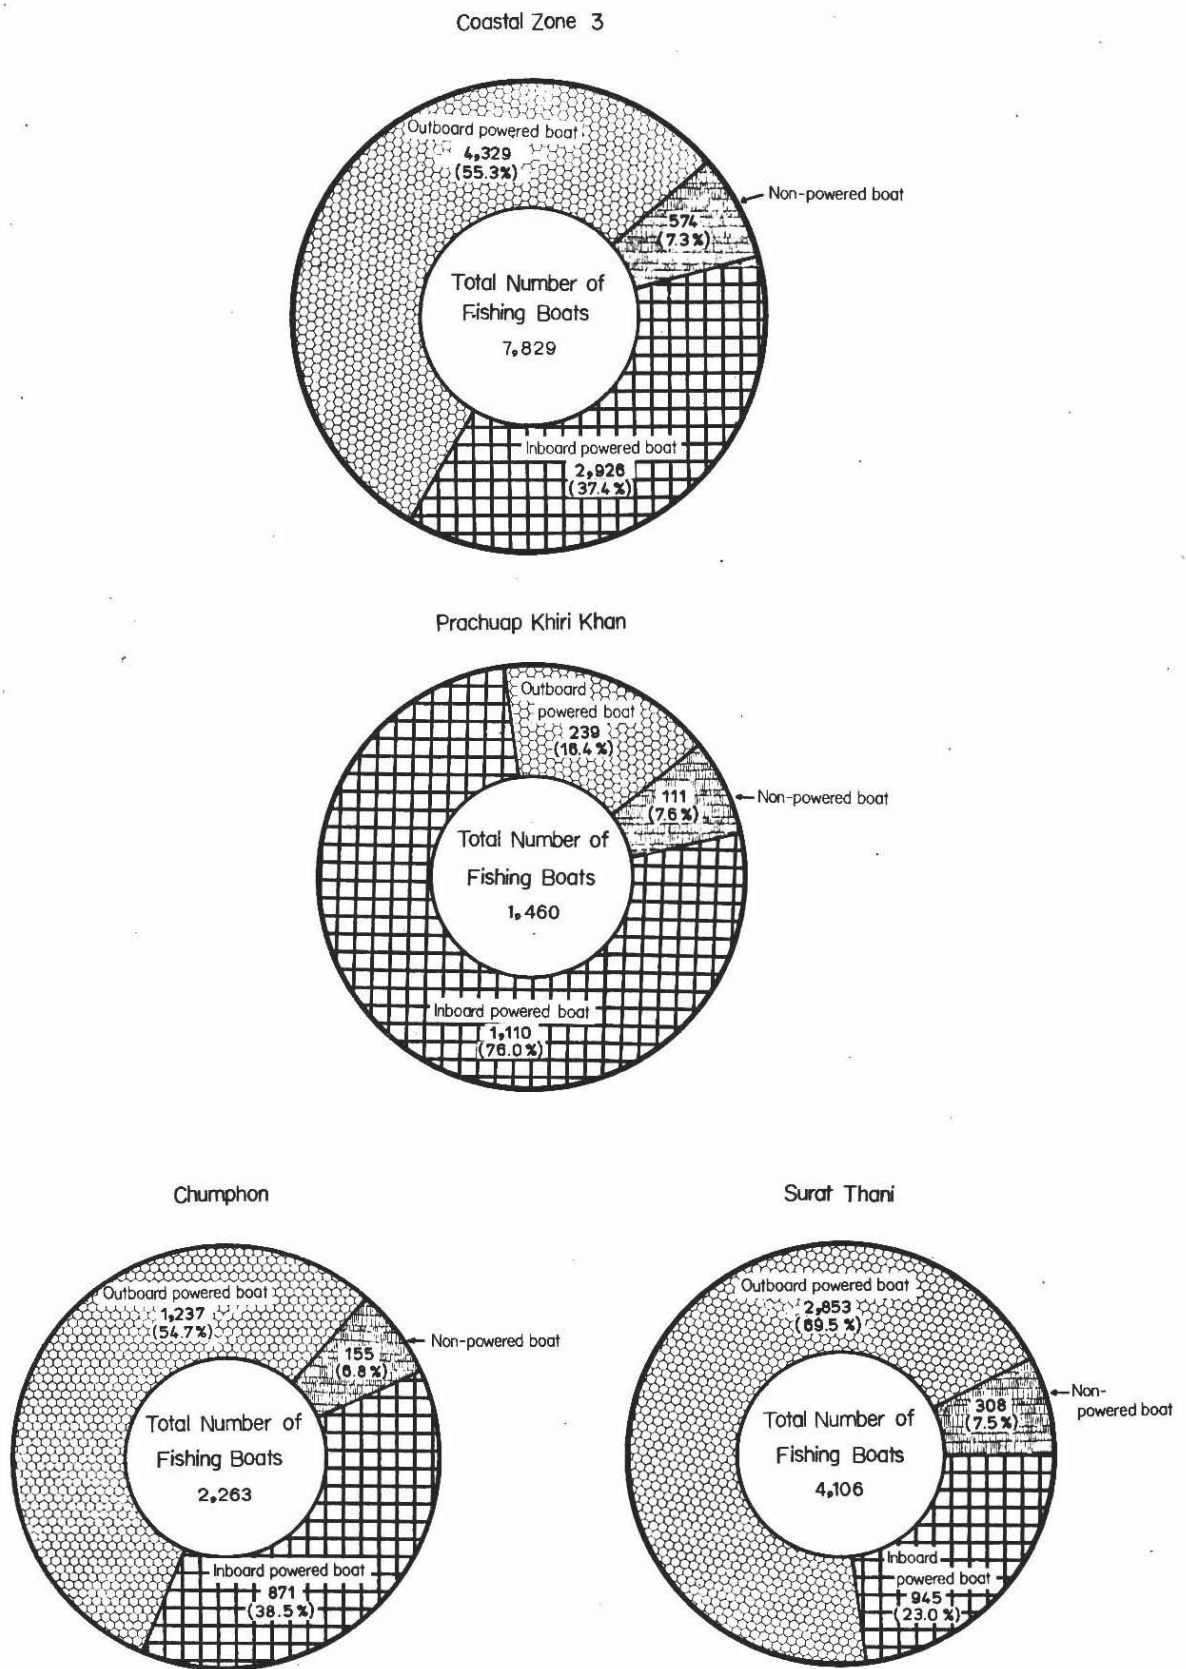 Coastal Zone 3
Outboard powered boat
4,329
(55.3%)
Non-powered boat
574
(7.3%)
Total Number of
Fishing Boats
7,829
Inboard powered boat
2,926
(37.4%)
Prachuap Khiri Khan
Outboard
powered boat
239
(16.4%)
111
(7.6%)
Non-powered boat
Total Number of
Fishing Boats
1,460
Inboard powered boat
1,110
(76.0%)
Chumphon
Outboard powered boat
1,237
(54.7%)
Non-powered boat
155
(6.8%)
Total Number of
Fishing Boats
2,263
Inboard powered boat
871
(38.5%)
Surat Thani
Outboard powered boat
2,853
(69.5%)
Non-
powered boat
308
(7.5%)
Total Number of
Fishing Boats
4,106
Inboard
powered boat
945
(23.0%)